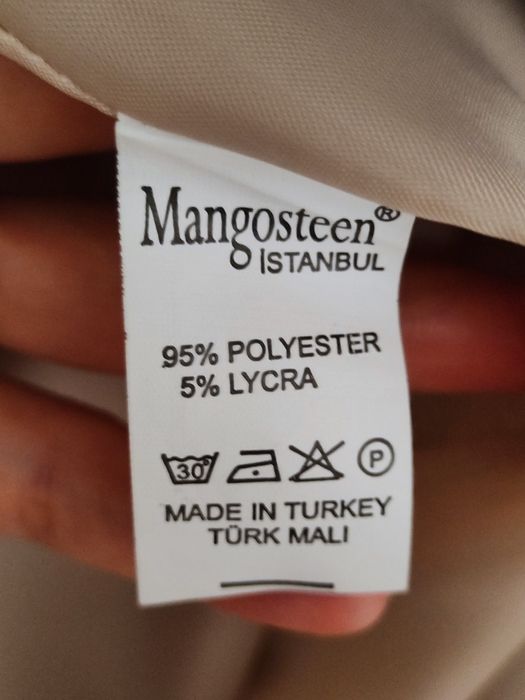 Mangosteen®
İSTANBUL
95% POLYESTER
5% LYCRA
30° P
MADE IN TURKEY
TÜRK MALI